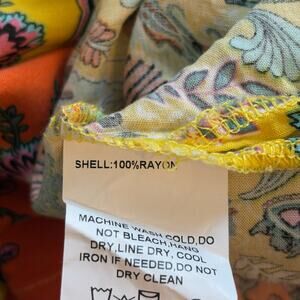 SHELL:100%RAYON
MACHINE WASH COLD,DO
NOT BLEACH,HANG
DRY,LINE DRY, COOL
IRON IF NEEDED,DO NOT
DRY CLEAN